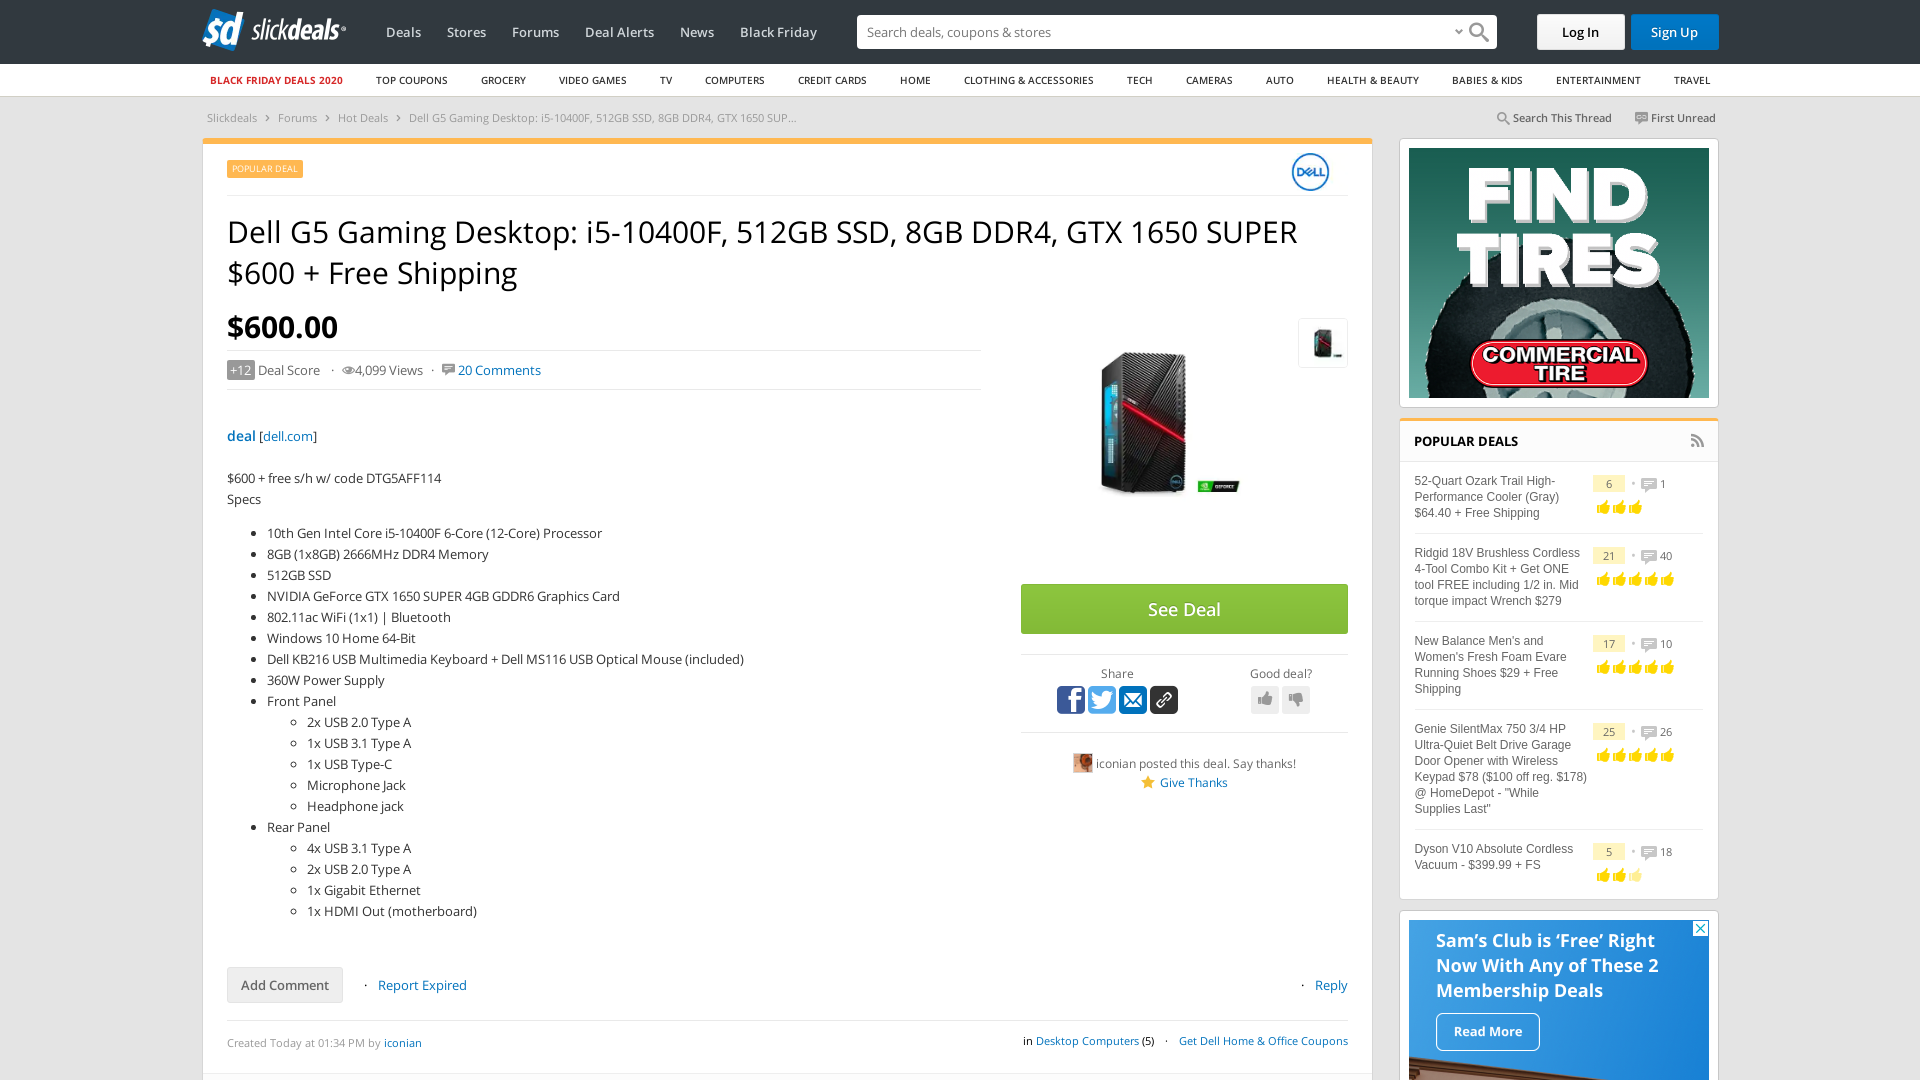 $d slickdeals®
Deals
Stores
Forums
Deal Alerts
News
Black Friday
Search deals, coupons & stores
Log In
Sign Up
BLACK FRIDAY DEALS 2020
TOP COUPONS
GROCERY
VIDEO GAMES
TV
COMPUTERS
CREDIT CARDS
HOME
CLOTHING & ACCESSORIES
TECH
CAMERAS
AUTO
HEALTH & BEAUTY
BABIES & KIDS
ENTERTAINMENT
TRAVEL
Slickdeals › Forums › Hot Deals › Dell G5 Gaming Desktop: i5-10400F, 512GB SSD, 8GB DDR4, GTX 1650 SUP...
Search This Thread
First Unread
POPULAR DEAL
DELL
Dell G5 Gaming Desktop: i5-10400F, 512GB SSD, 8GB DDR4, GTX 1650 SUPER
$600 + Free Shipping
$600.00
+12 Deal Score · 4,099 Views · 20 Comments
deal [dell.com]
$600 + free s/h w/ code DTG5AFF114
Specs
10th Gen Intel Core i5-10400F 6-Core (12-Core) Processor
8GB (1x8GB) 2666MHz DDR4 Memory
512GB SSD
NVIDIA GeForce GTX 1650 SUPER 4GB GDDR6 Graphics Card
802.11ac WiFi (1x1) | Bluetooth
Windows 10 Home 64-Bit
Dell KB216 USB Multimedia Keyboard + Dell MS116 USB Optical Mouse (included)
360W Power Supply
Front Panel
2x USB 2.0 Type A
1x USB 3.1 Type A
1x USB Type-C
Microphone Jack
Headphone jack
Rear Panel
4x USB 3.1 Type A
2x USB 2.0 Type A
1x Gigabit Ethernet
1x HDMI Out (motherboard)
GEFORCE
See Deal
Share
Good deal?
iconian posted this deal. Say thanks!
Give Thanks
Add Comment · Report Expired
· Reply
Created Today at 01:34 PM by iconian
in Desktop Computers (5) · Get Dell Home & Office Coupons
FIND
TIRES
COMMERCIAL
TIRE
POPULAR DEALS
52-Quart Ozark Trail High-
Performance Cooler (Gray)
$64.40 + Free Shipping
6 • 1
Ridgid 18V Brushless Cordless
4-Tool Combo Kit + Get ONE
tool FREE including 1/2 in. Mid
torque impact Wrench $279
21 • 40
New Balance Men's and
Women's Fresh Foam Evare
Running Shoes $29 + Free
Shipping
17 • 10
Genie SilentMax 750 3/4 HP
Ultra-Quiet Belt Drive Garage
Door Opener with Wireless
Keypad $78 ($100 off reg. $178)
@ HomeDepot - "While
Supplies Last"
25 • 26
Dyson V10 Absolute Cordless
Vacuum - $399.99 + FS
5 • 18
Sam's Club is 'Free' Right
Now With Any of These 2
Membership Deals
Read More